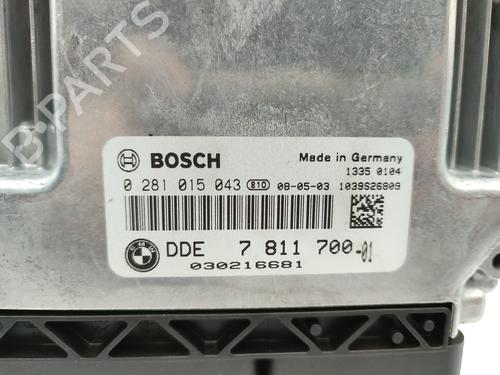 BOSCH
Made in Germany
1335 0104
0 281 015 043 810 08-05-03 1039S26809
BMW
DDE 7 811 700-01
030216681